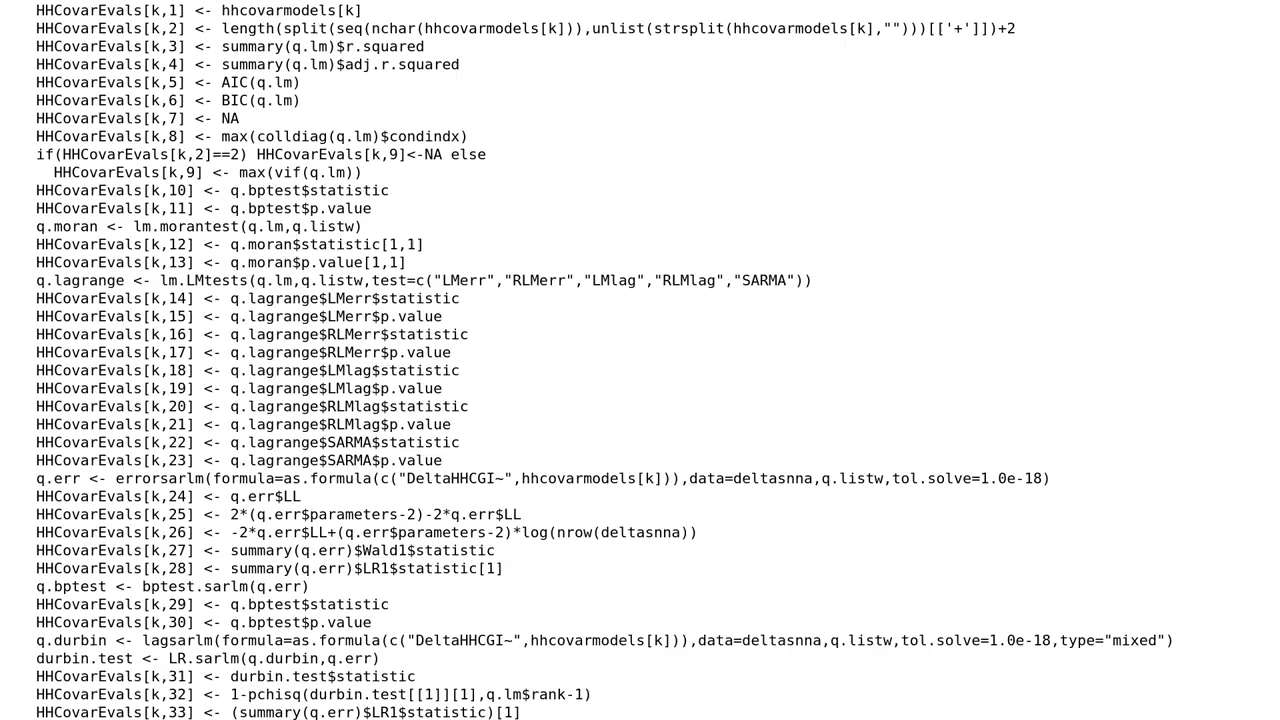 HHCovarEvals[k,1] <- hhcovarmodels[k]
HHCovarEvals[k,2] <- length(split(seq(nchar(hhcovarmodels[k])),unlist(strsplit(hhcovarmodels[k],"")))[['+']])+2
HHCovarEvals[k,3] <- summary(q.lm)$r.squared
HHCovarEvals[k,4] <- summary(q.lm)$adj.r.squared
HHCovarEvals[k,5] <- AIC(q.lm)
HHCovarEvals[k,6] <- BIC(q.lm)
HHCovarEvals[k,7] <- NA
HHCovarEvals[k,8] <- max(colldiag(q.lm)$condindx)
if(HHCovarEvals[k,2]==2) HHCovarEvals[k,9]<-NA else
  HHCovarEvals[k,9] <- max(vif(q.lm))
HHCovarEvals[k,10] <- q.bptest$statistic
HHCovarEvals[k,11] <- q.bptest$p.value
q.moran <- lm.morantest(q.lm,q.listw)
HHCovarEvals[k,12] <- q.moran$statistic[1,1]
HHCovarEvals[k,13] <- q.moran$p.value[1,1]
q.lagrange <- lm.LMtests(q.lm,q.listw,test=c("LMerr","RLMerr","LMlag","RLMlag","SARMA"))
HHCovarEvals[k,14] <- q.lagrange$LMerr$statistic
HHCovarEvals[k,15] <- q.lagrange$LMerr$p.value
HHCovarEvals[k,16] <- q.lagrange$RLMerr$statistic
HHCovarEvals[k,17] <- q.lagrange$RLMerr$p.value
HHCovarEvals[k,18] <- q.lagrange$LMlag$statistic
HHCovarEvals[k,19] <- q.lagrange$LMlag$p.value
HHCovarEvals[k,20] <- q.lagrange$RLMlag$statistic
HHCovarEvals[k,21] <- q.lagrange$RLMlag$p.value
HHCovarEvals[k,22] <- q.lagrange$SARMA$statistic
HHCovarEvals[k,23] <- q.lagrange$SARMA$p.value
q.err <- errorsarlm(formula=as.formula(c("DeltaHHCGI~",hhcovarmodels[k])),data=deltasnna,q.listw,tol.solve=1.0e-18)
HHCovarEvals[k,24] <- q.err$LL
HHCovarEvals[k,25] <- 2*(q.err$parameters-2)-2*q.err$LL
HHCovarEvals[k,26] <- -2*q.err$LL+(q.err$parameters-2)*log(nrow(deltasnna))
HHCovarEvals[k,27] <- summary(q.err)$Wald1$statistic
HHCovarEvals[k,28] <- summary(q.err)$LR1$statistic[1]
q.bptest <- bptest.sarlm(q.err)
HHCovarEvals[k,29] <- q.bptest$statistic
HHCovarEvals[k,30] <- q.bptest$p.value
q.durbin <- lagsarlm(formula=as.formula(c("DeltaHHCGI~",hhcovarmodels[k])),data=deltasnna,q.listw,tol.solve=1.0e-18,type="mixed")
durbin.test <- LR.sarlm(q.durbin,q.err)
HHCovarEvals[k,31] <- durbin.test$statistic
HHCovarEvals[k,32] <- 1-pchisq(durbin.test[[1]][1],q.lm$rank-1)
HHCovarEvals[k,33] <- (summary(q.err)$LR1$statistic)[1]